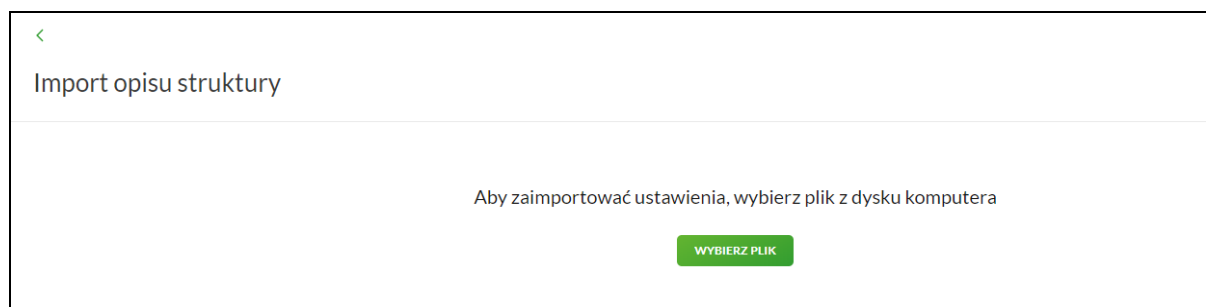 Import opisu struktury
Aby zaimportować ustawienia, wybierz plik z dysku komputera
WYBIERZ PLIK